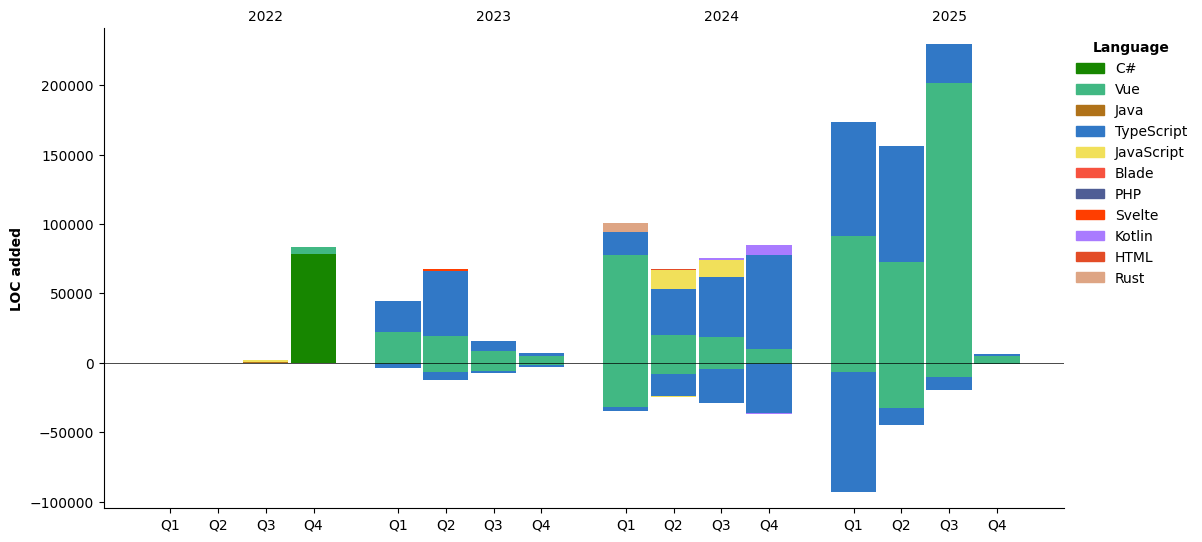 2022 2023 2024 2025
LOC added
200000
150000
100000
50000
0
−50000
−100000
Q1 Q2 Q3 Q4 Q1 Q2 Q3 Q4 Q1 Q2 Q3 Q4 Q1 Q2 Q3 Q4
Language
C#
Vue
Java
TypeScript
JavaScript
Blade
PHP
Svelte
Kotlin
HTML
Rust